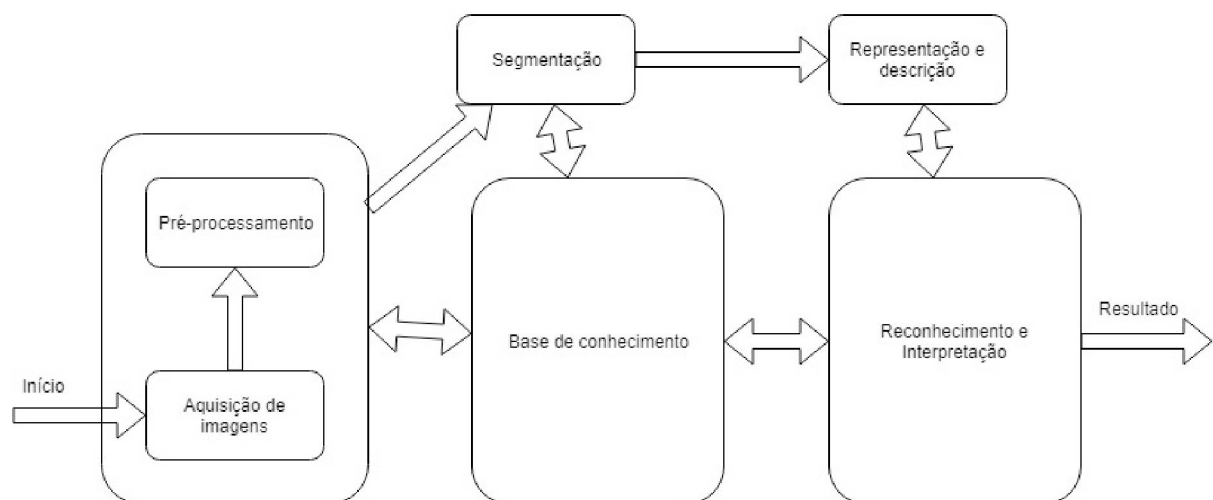 Início
Aquisição de
imagens
Pré-processamento
Segmentação
Representação e
descrição
Base de conhecimento
Reconhecimento e
Interpretação
Resultado